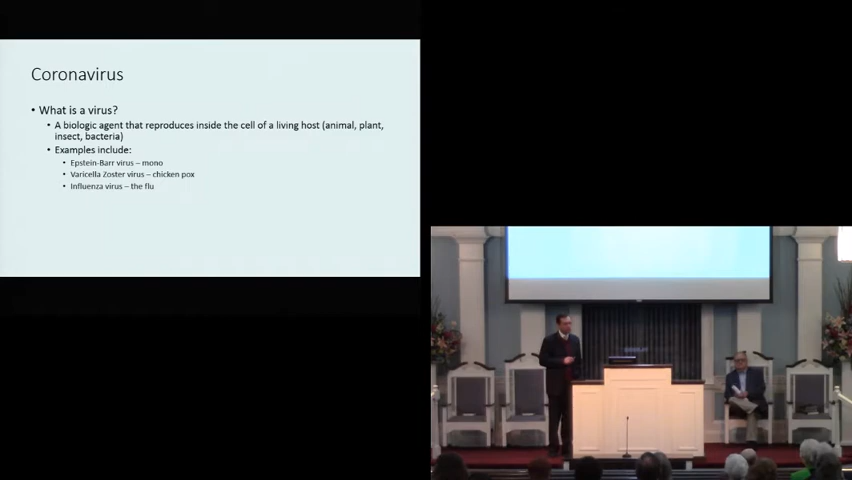 Coronavirus
• What is a virus?
• A biologic agent that reproduces inside the cell of a living host (animal, plant,
insect, bacteria)
• Examples include:
• Epstein-Barr virus – mono
• Varicella Zoster virus – chicken pox
• Influenza virus – the flu